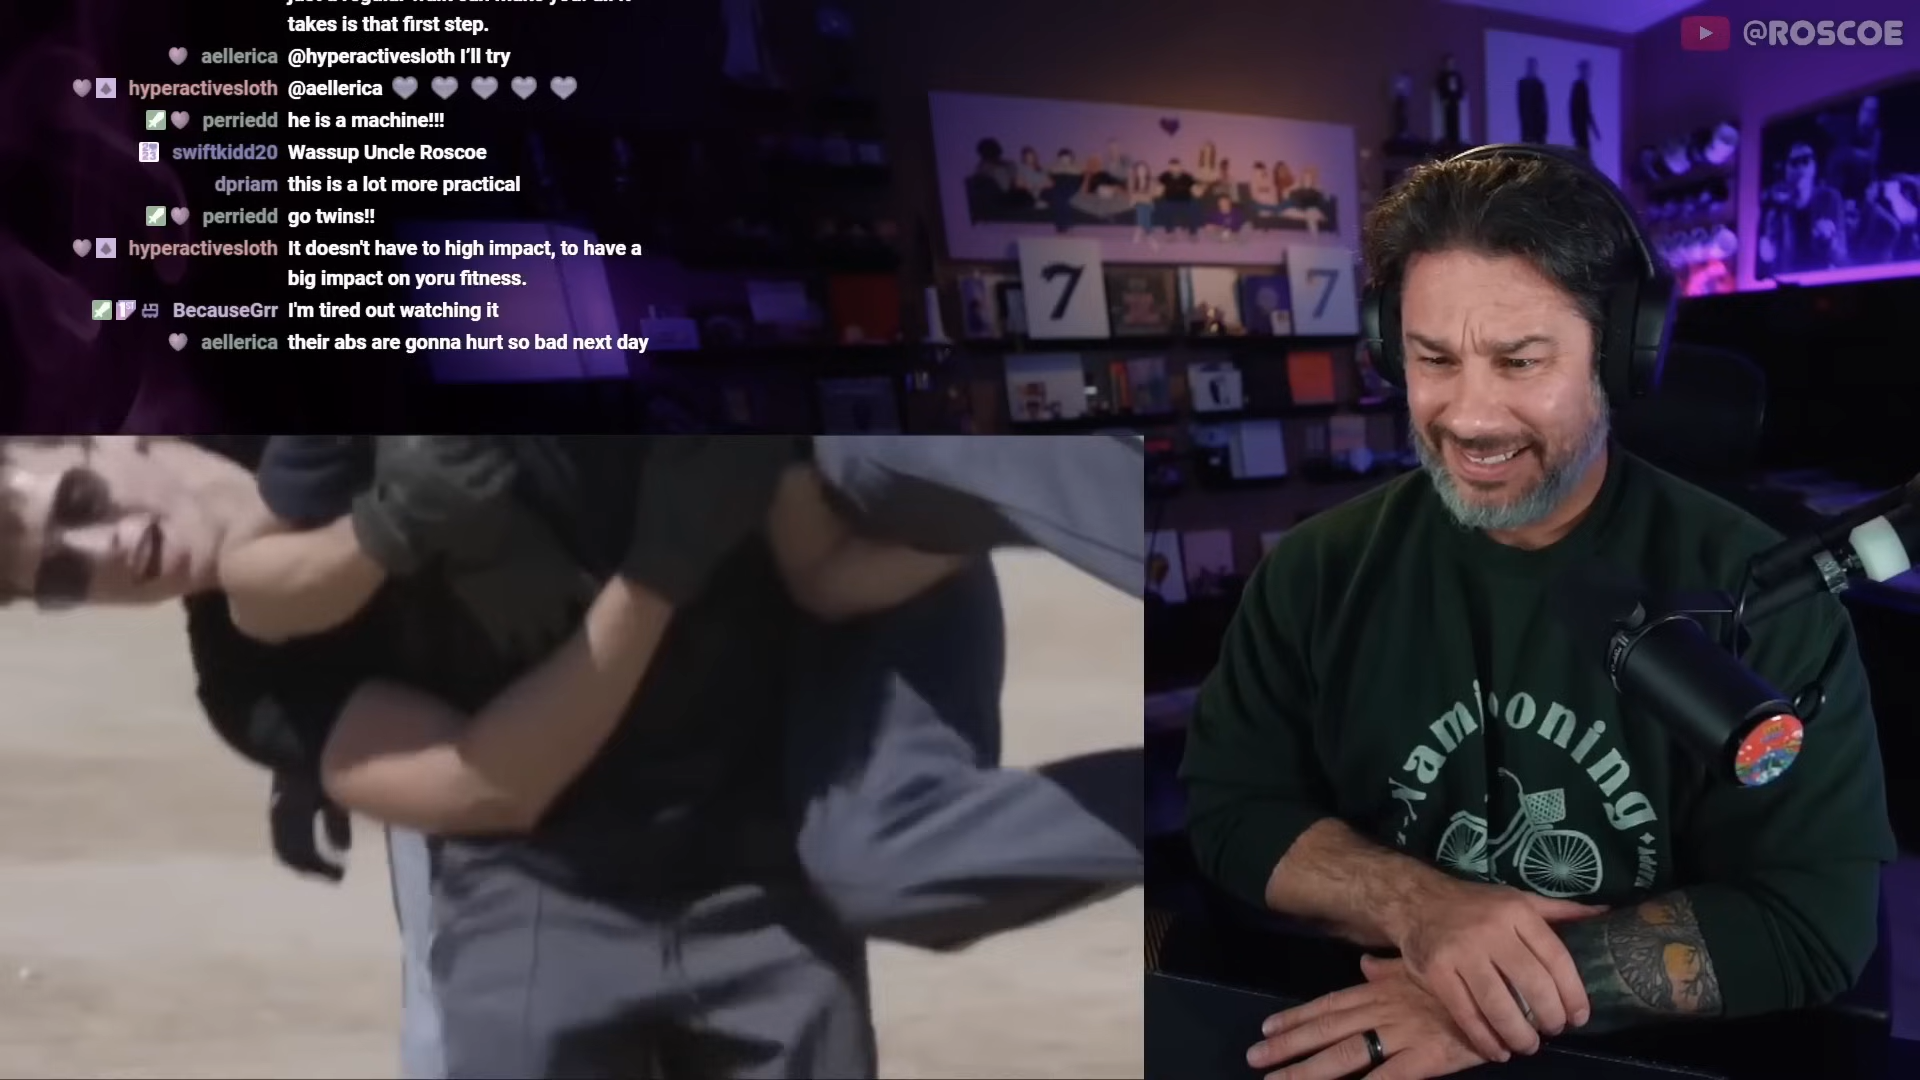 takes is that first step.
aellerica @hyperactivesloth I'll try
hyperactivesloth @aellerica
perriedd he is a machine!!!
swiftkidd20 Wassup Uncle Roscoe
dpriam this is a lot more practical
perriedd go twins!!
hyperactivesloth It doesn't have to high impact, to have a
big impact on yoru fitness.
BecauseGrr I'm tired out watching it
aellerica their abs are gonna hurt so bad next day
@ROSCOE
7
7
Namjooning